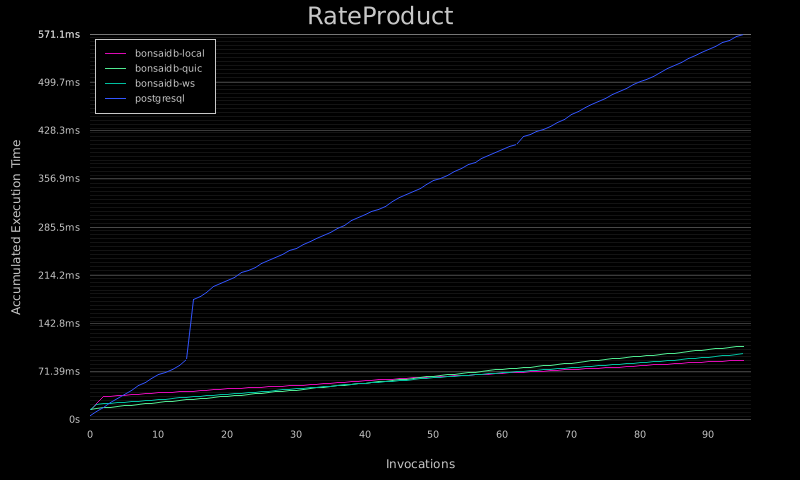 RateProduct
571.1ms
499.7ms
428.3ms
356.9ms
285.5ms
214.2ms
142.8ms
71.39ms
0s
Accumulated Execution Time
bonsaidb-local
bonsaidb-quic
bonsaidb-ws
postgresql
0 10 20 30 40 50 60 70 80 90
Invocations